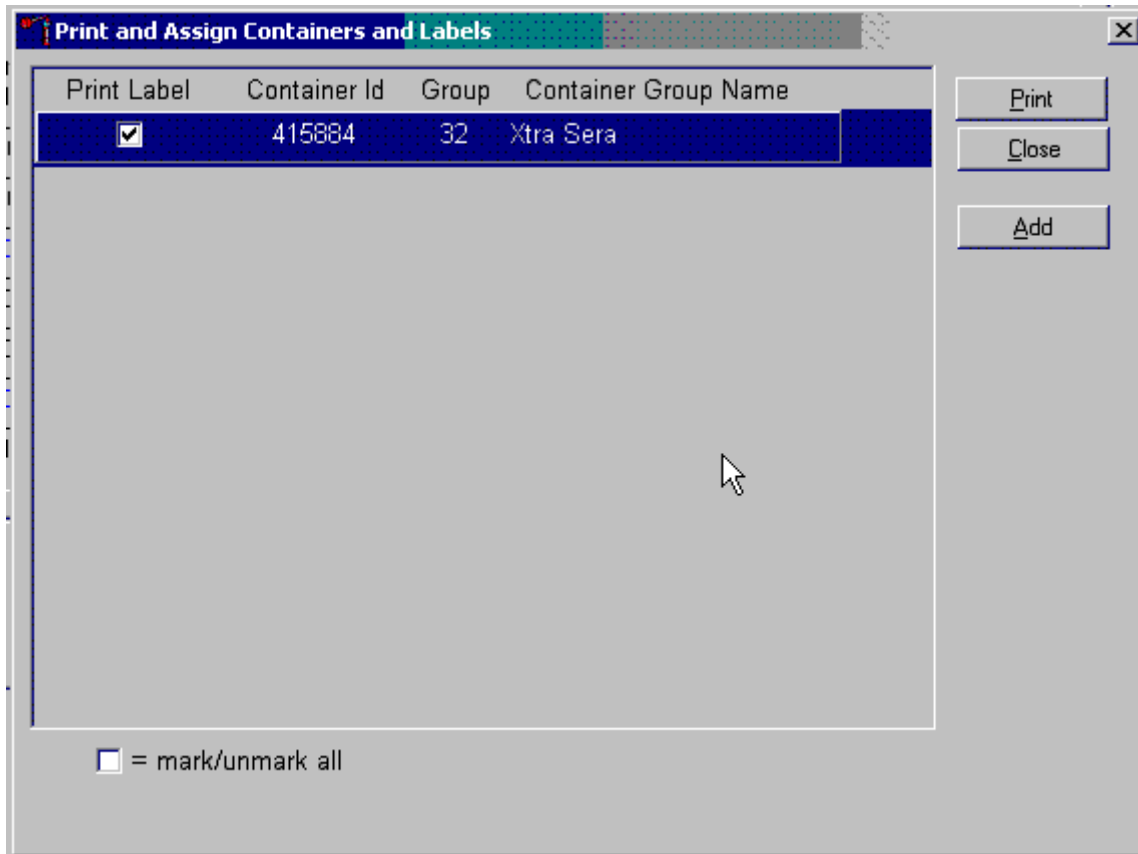 Print and Assign Containers and Labels
Print Label Container Id Group Container Group Name
415884 32 Xtra Sera
Print
Close
Add
= mark/unmark all